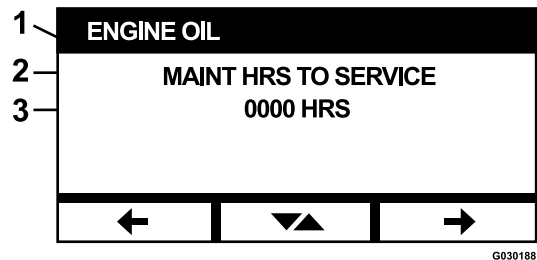 1 ENGINE OIL
2 MAINT HRS TO SERVICE
3 0000 HRS
G030188